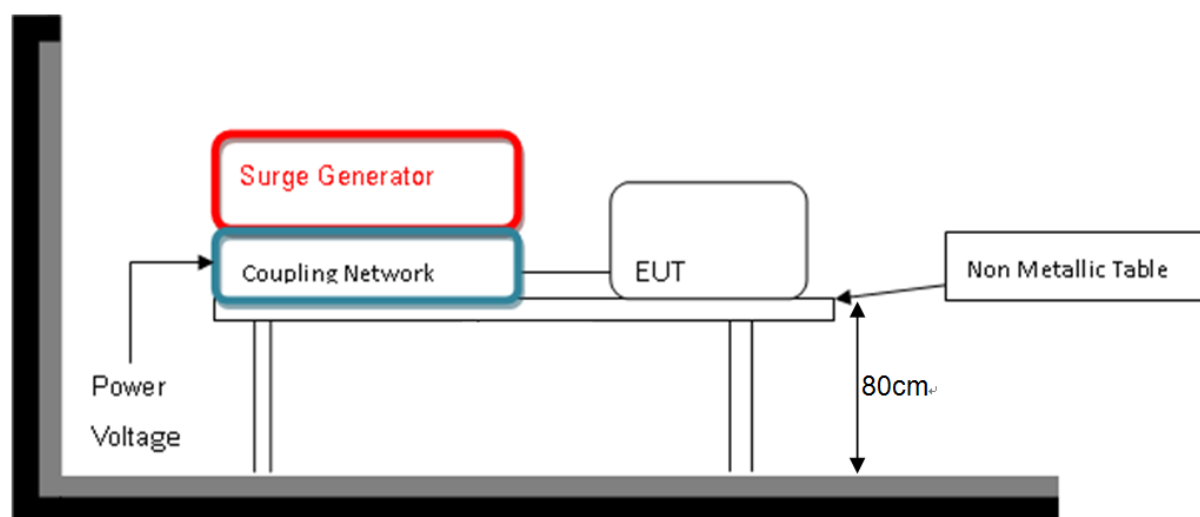 Surge Generator
Coupling Network
EUT
Non Metallic Table
Power
Voltage
80cm